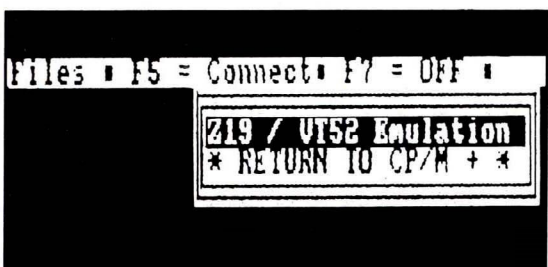 Files ▪ F5 = Connect▪ F7 = OFF ▪
Z19 / VT52 Emulation
* RETURN TO CP/M + *